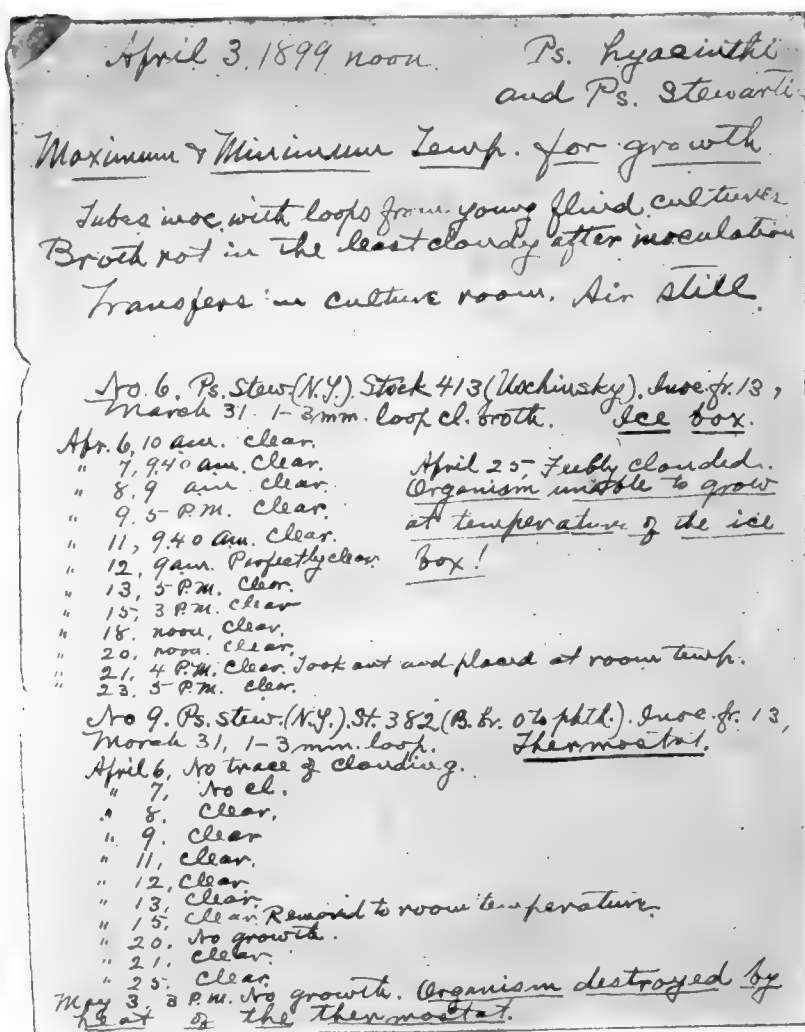 April 3, 1899 noon. Ps. hyacinthi
and Ps. Stewarti
Maximum & Minimum Temp. for growth
Tubes inoc. with loops from young fluid cultures
Broth not in the least cloudy after inoculation
Transfers in culture room. Air still.
No. 6. Ps. Stew. (N.Y.) Stock 413 (Uschinsky). Inoc. fr. 13,
March 31. 1-3 mm. loop cl. broth. Ice box.
Apr. 6, 10 am. clear.
" 7, 9 40 am. Clear.
" 8, 9 am clear.
" 9. 5 P.M. Clear.
" 11, 9.40 am. Clear.
" 12, 9 am. Perfectly clear
" 13, 5 P.M. Clear.
" 15, 3 P.M. Clear
" 18. noon, Clear.
" 20, noon. Clear.
" 21, 4 P.M. Clear. Took out and placed at room temp.
" 23, 5 P.M. Clear.
April 25, Feebly clouded.
Organism unable to grow
at temperature of the ice
box!
No 9. Ps. Stew. (N.Y.). St. 382 (B. br. 0 to phth.). Inoc. fr. 13,
March 31, 1-3 mm. loop. Thermostat.
April 6, No trace of clouding.
" 7, No cl.
" 8, Clear.
" 9. Clear
" 11, Clear.
" 12, Clear
" 13, Clear.
" 15, Clear. Removed to room temperature.
" 20. No growth.
" 21, Clear.
" 25. Clear
May 3, 3 P.M. No growth. Organism destroyed by
heat of the thermostat.